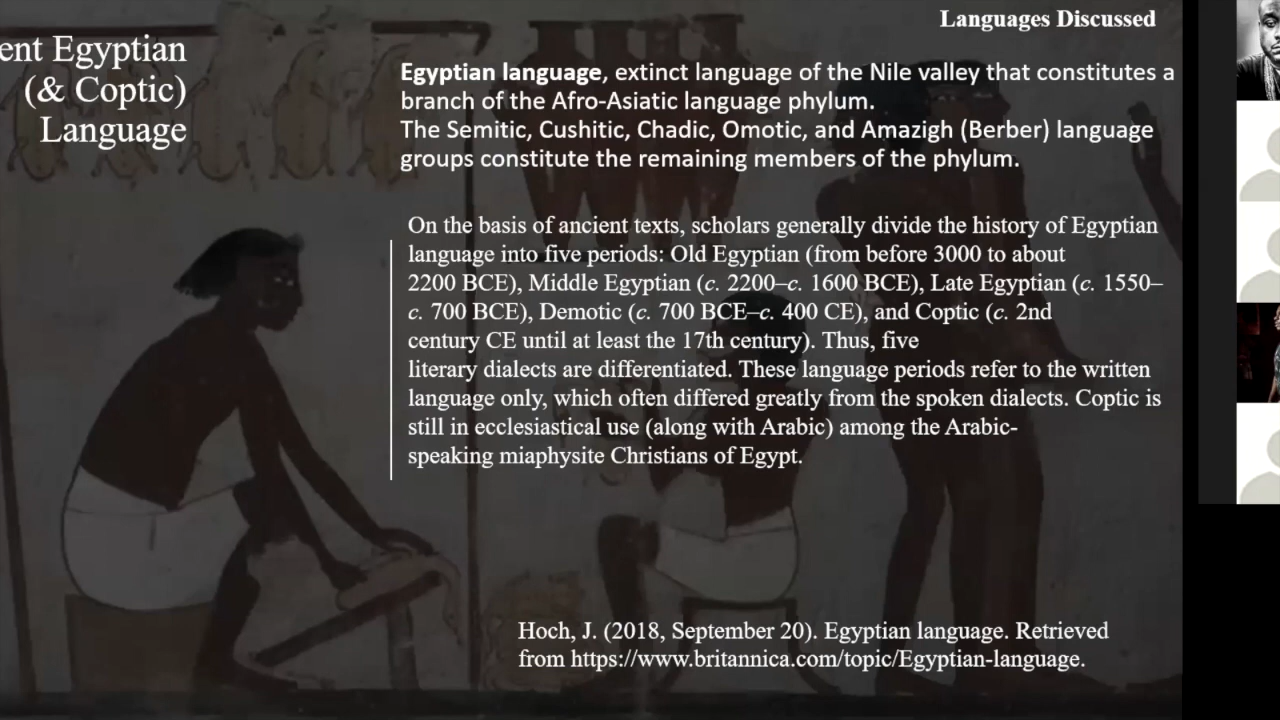 Languages Discussed
ent Egyptian
(& Coptic)
Language
Egyptian language, extinct language of the Nile valley that constitutes a
branch of the Afro-Asiatic language phylum.
The Semitic, Cushitic, Chadic, Omotic, and Amazigh (Berber) language
groups constitute the remaining members of the phylum.
On the basis of ancient texts, scholars generally divide the history of Egyptian
language into five periods: Old Egyptian (from before 3000 to about
2200 BCE), Middle Egyptian (c. 2200–c. 1600 BCE), Late Egyptian (c. 1550–
c. 700 BCE), Demotic (c. 700 BCE–c. 400 CE), and Coptic (c. 2nd
century CE until at least the 17th century). Thus, five
literary dialects are differentiated. These language periods refer to the written
language only, which often differed greatly from the spoken dialects. Coptic is
still in ecclesiastical use (along with Arabic) among the Arabic-
speaking miaphysite Christians of Egypt.
Hoch, J. (2018, September 20). Egyptian language. Retrieved
from https://www.britannica.com/topic/Egyptian-language.